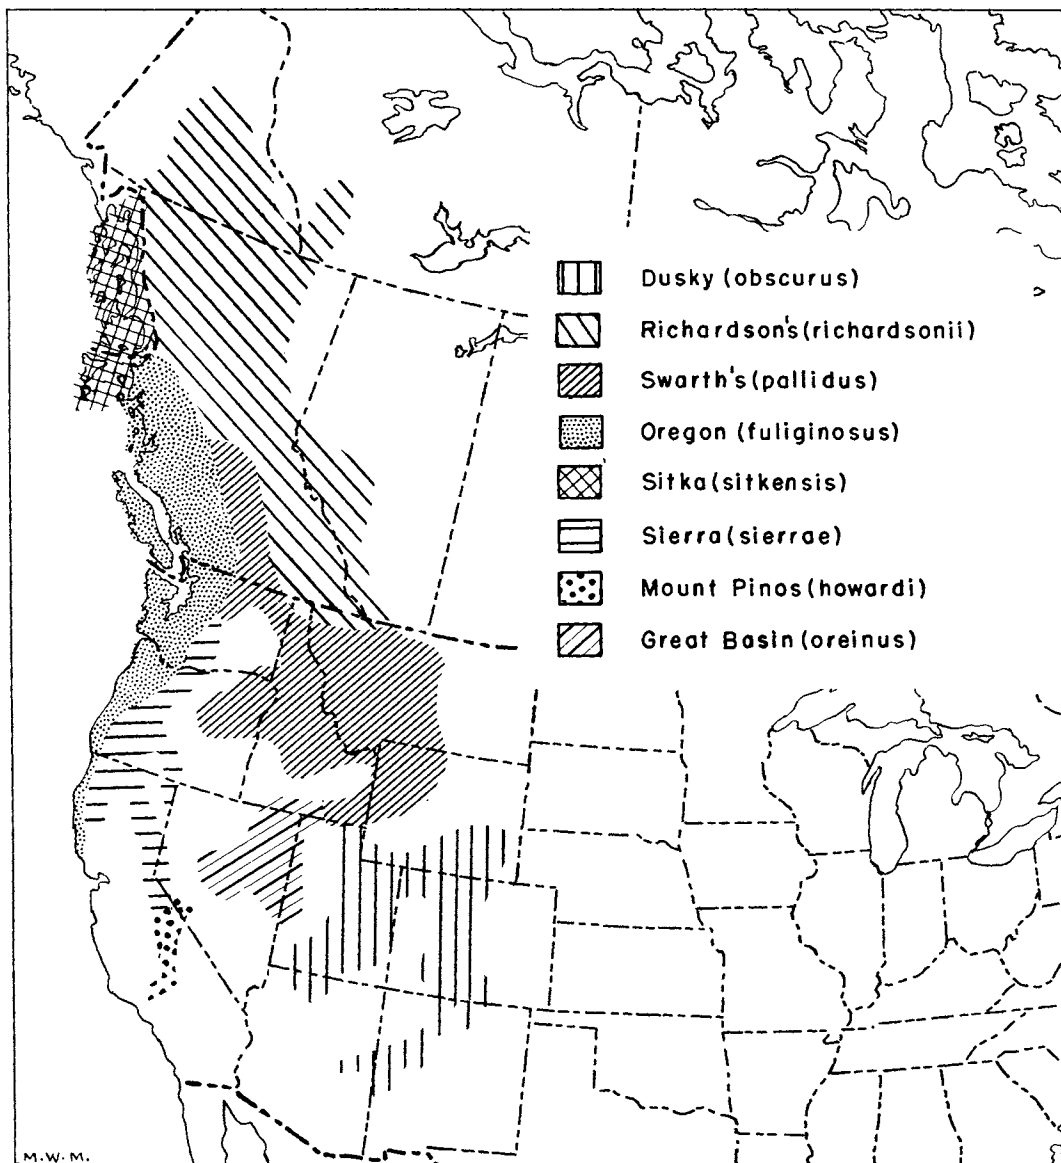 Dusky (obscurus)
Richardson's (richardsonii)
Swarth's (pallidus)
Oregon (fuliginosus)
Sitka (sitkensis)
Sierra (sierrae)
Mount Pinos (howardi)
Great Basin (oreinus)
M.W.M.